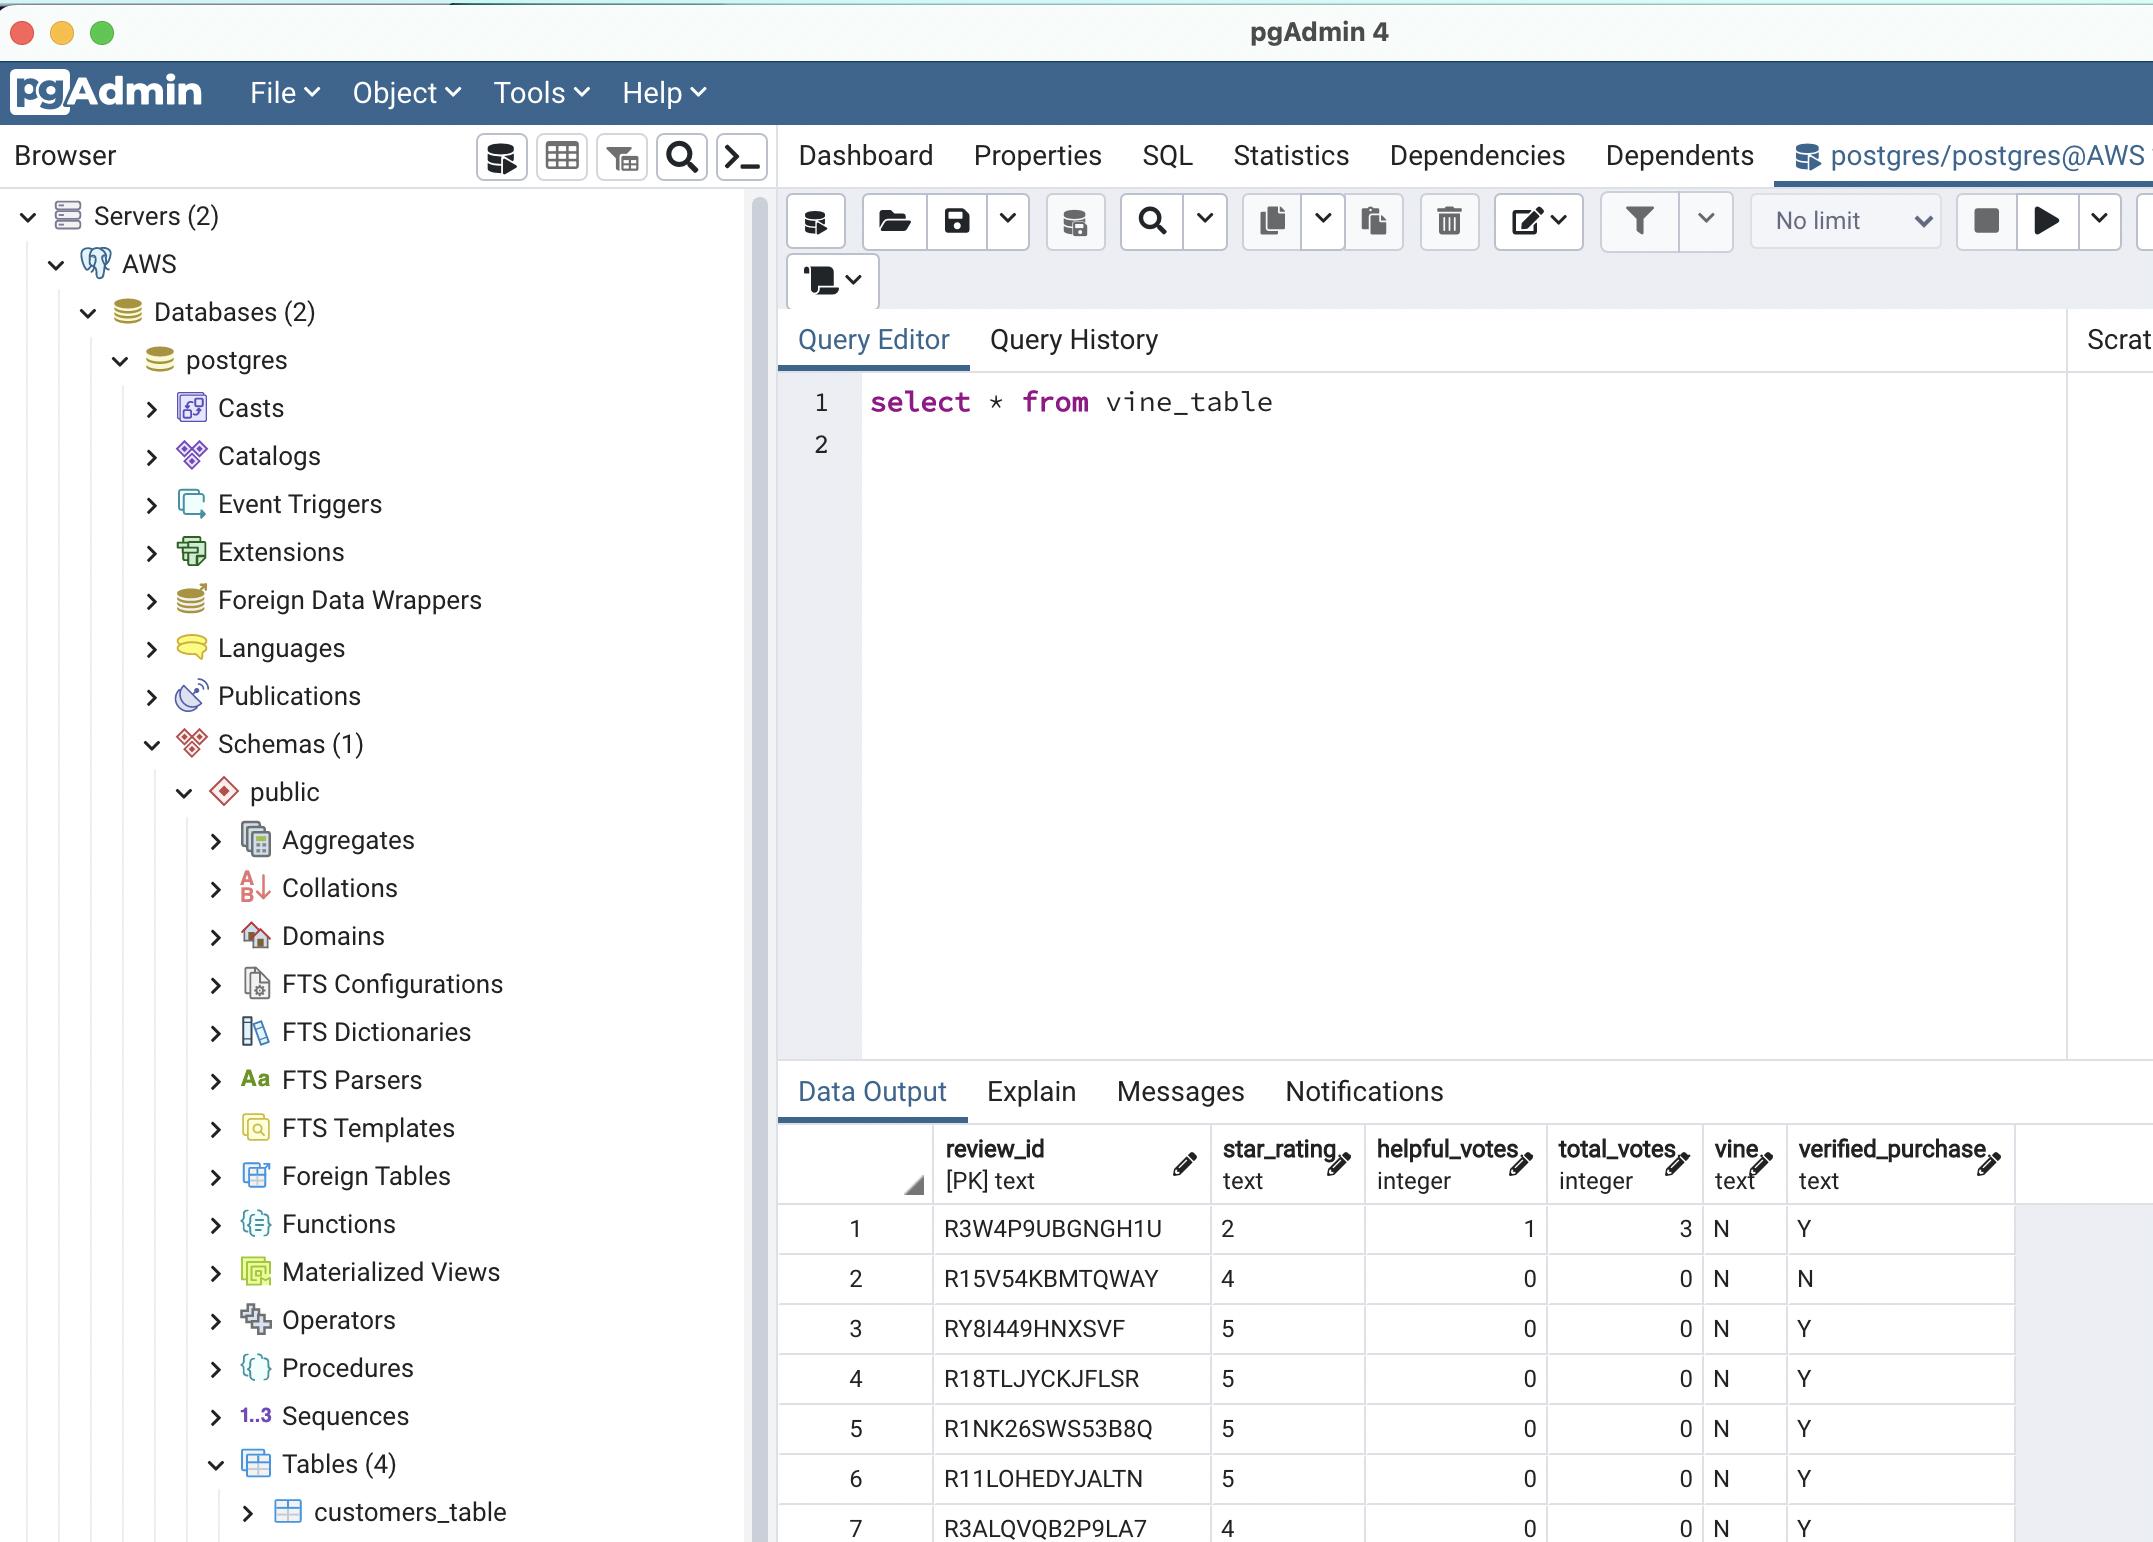 pgAdmin 4
pgAdmin File Object Tools Help
Browser
Dashboard Properties SQL Statistics Dependencies Dependents postgres/postgres@AWS
Servers (2)
AWS
Databases (2)
postgres
Casts
Catalogs
Event Triggers
Extensions
Foreign Data Wrappers
Languages
Publications
Schemas (1)
public
Aggregates
Collations
Domains
FTS Configurations
FTS Dictionaries
Aa FTS Parsers
FTS Templates
Foreign Tables
Functions
Materialized Views
Operators
Procedures
1..3 Sequences
Tables (4)
customers_table
No limit
Query Editor Query History Scrat
1 select * from vine_table
2
Data Output Explain Messages Notifications
review_id star_rating helpful_votes total_votes vine verified_purchase
[PK] text text integer integer text text
1 R3W4P9UBGNGH1U 2 1 3 N Y
2 R15V54KBMTQWAY 4 0 0 N N
3 RY8I449HNXSVF 5 0 0 N Y
4 R18TLJYCKJFLSR 5 0 0 N Y
5 R1NK26SWS53B8Q 5 0 0 N Y
6 R11LOHEDYJALTN 5 0 0 N Y
7 R3ALQVQB2P9LA7 4 0 0 N Y